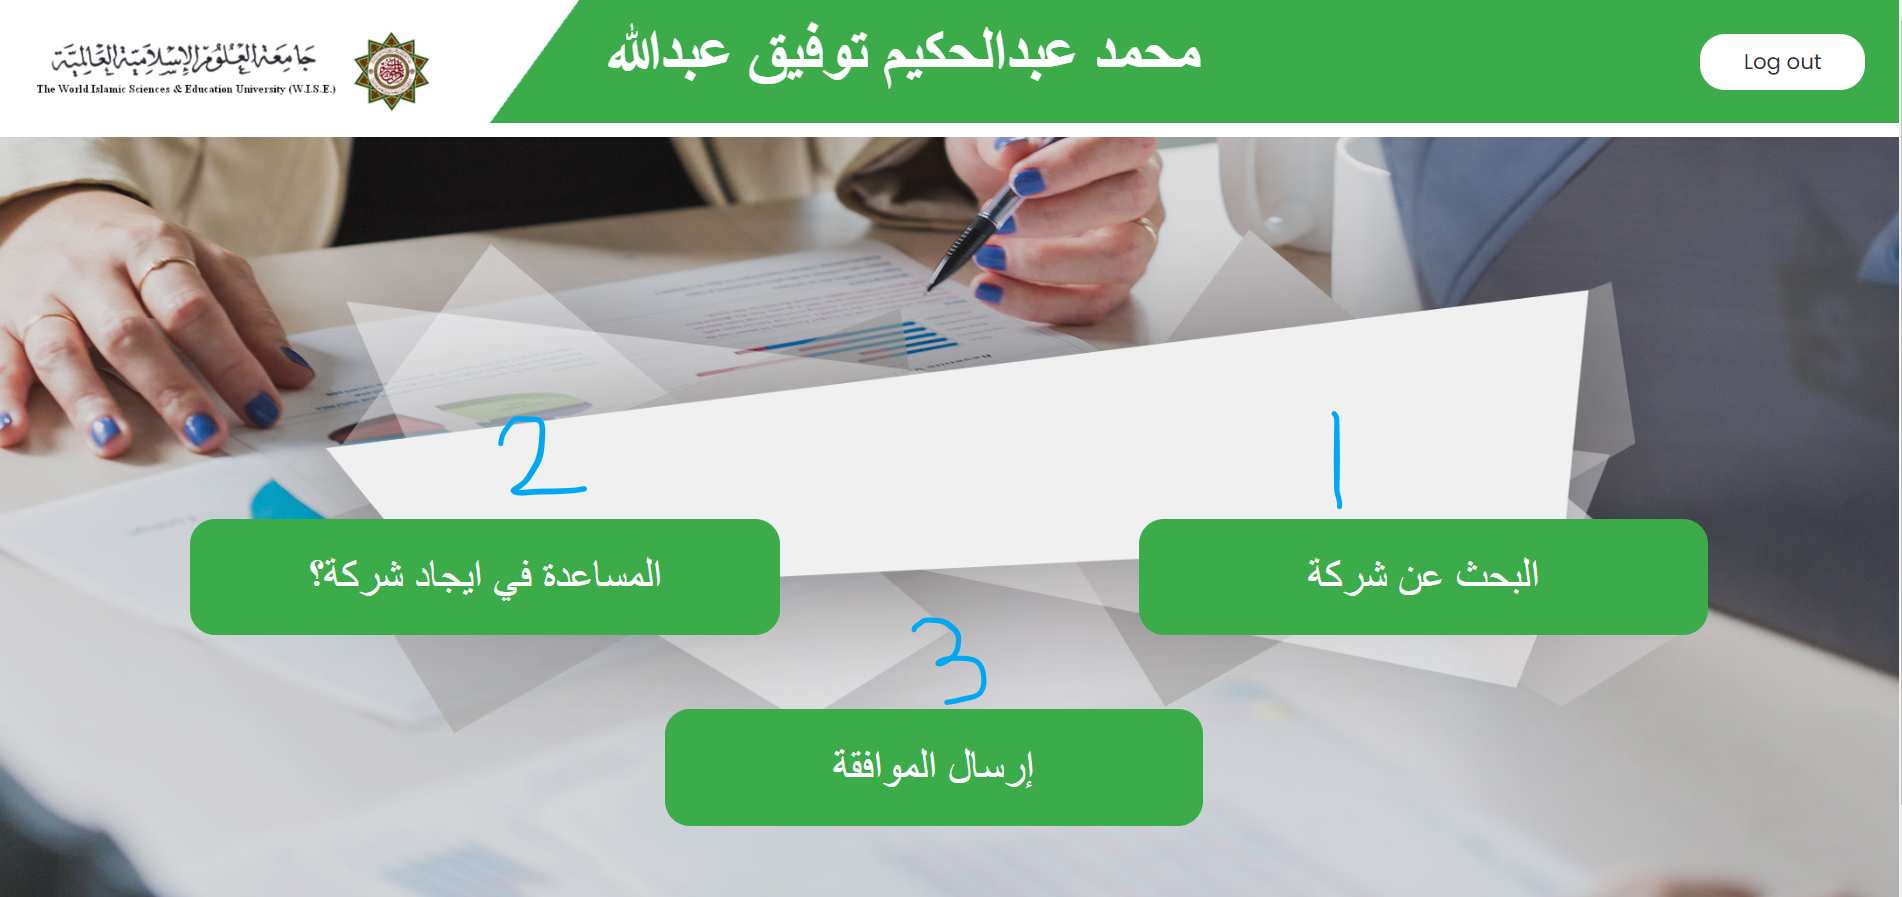 جامعة العلوم الإسلامية العالمية
The World Islamic Sciences & Education University (W.I.S.E.)
محمد عبدالحكيم توفيق عبدالله
Log out
2
1
المساعدة في ايجاد شركة؟
البحث عن شركة
3
إرسال الموافقة